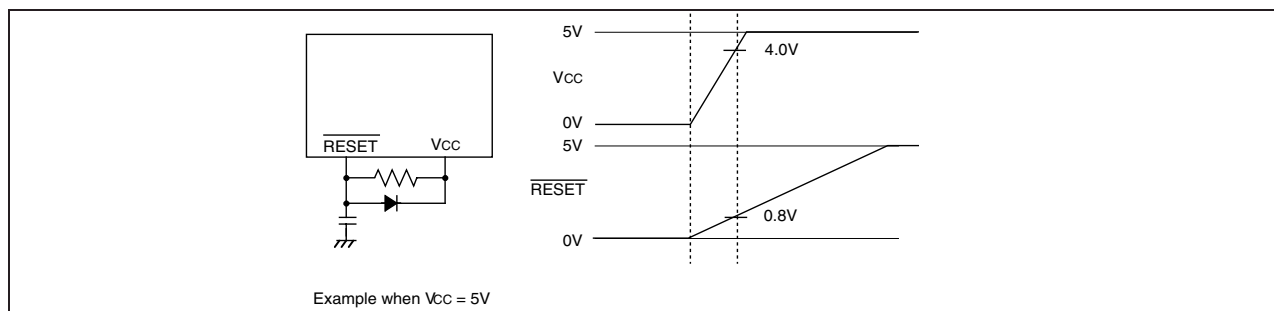 RESET
VCC
Example when VCC = 5V
5V
4.0V
VCC
0V
5V
RESET
0.8V
0V